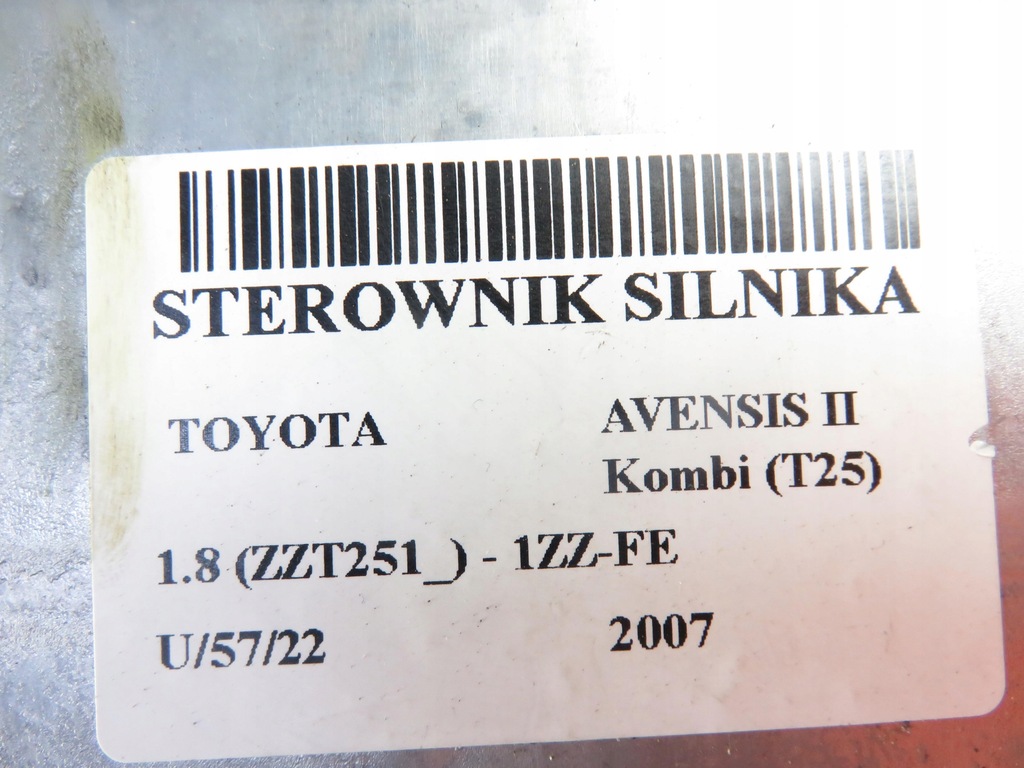 STEROWNIK SILNIKA
TOYOTA AVENSIS II
Kombi (T25)
1.8 (ZZT251_) - 1ZZ-FE
U/57/22 2007